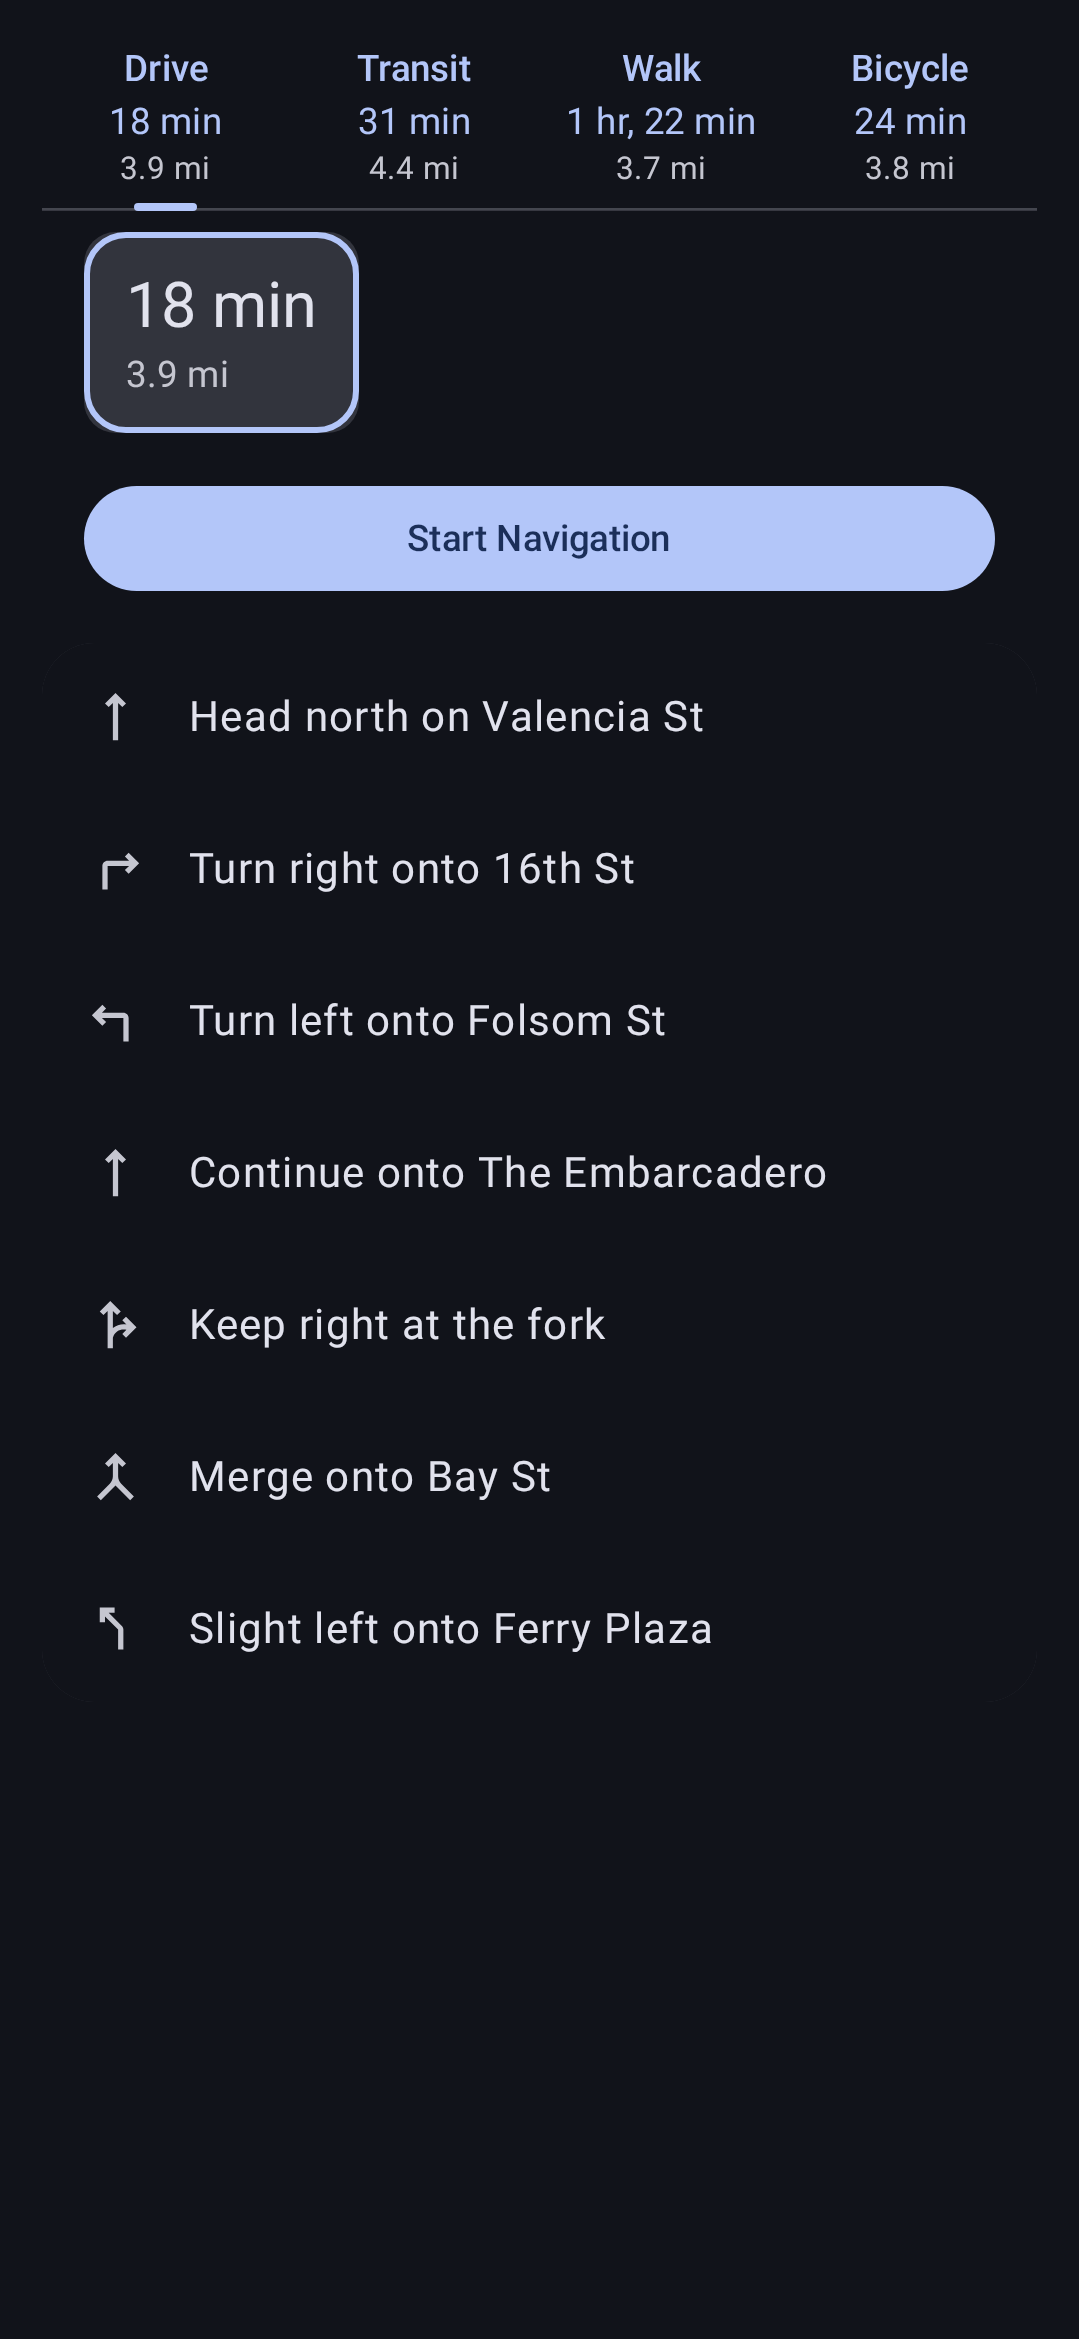 Drive
18 min
3.9 mi
Transit
31 min
4.4 mi
Walk
1 hr, 22 min
3.7 mi
Bicycle
24 min
3.8 mi
18 min
3.9 mi
Start Navigation
Head north on Valencia St
Turn right onto 16th St
Turn left onto Folsom St
Continue onto The Embarcadero
Keep right at the fork
Merge onto Bay St
Slight left onto Ferry Plaza